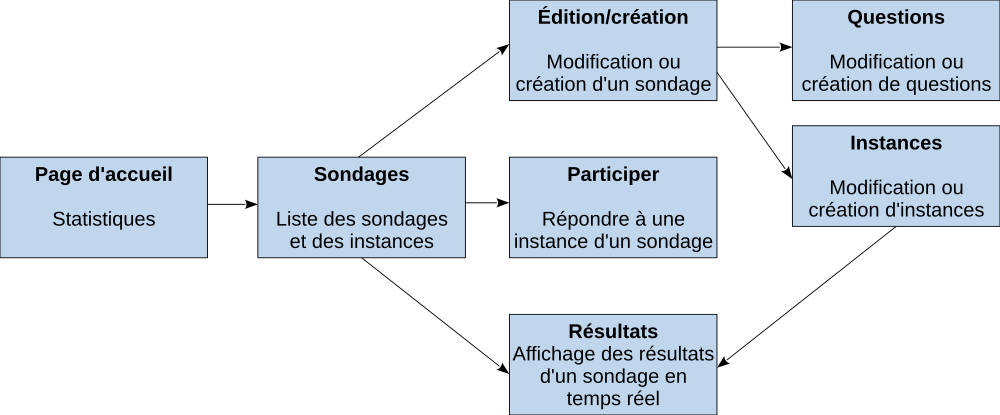 Page d'accueil
Statistiques
Sondages
Liste des sondages
et des instances
Édition/création
Modification ou
création d'un sondage
Questions
Modification ou
création de questions
Instances
Modification ou
création d'instances
Participer
Répondre à une
instance d'un sondage
Résultats
Affichage des résultats
d'un sondage en
temps réel